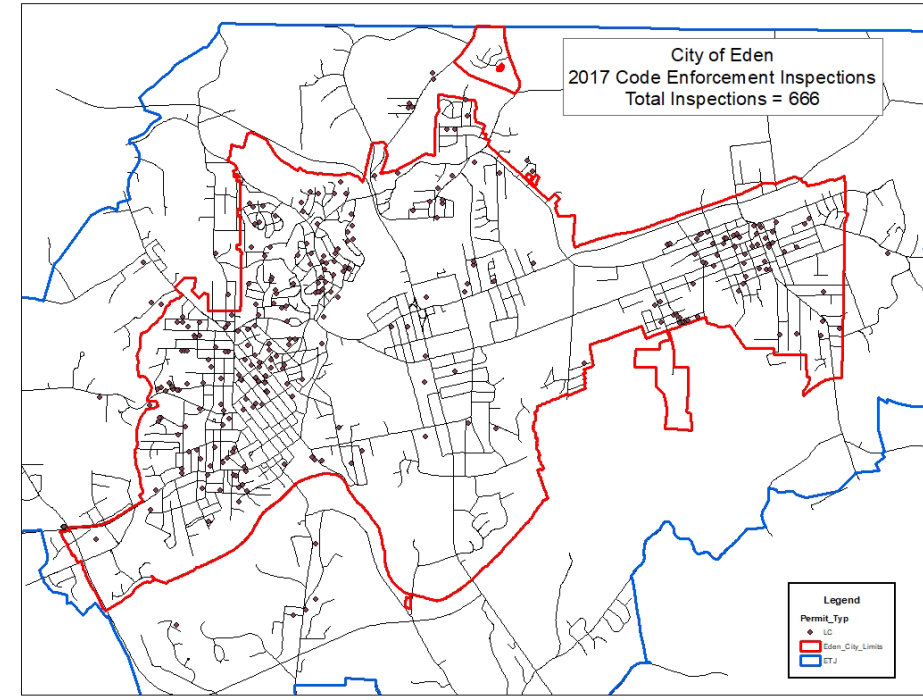 City of Eden
2017 Code Enforcement Inspections
Total Inspections = 666
Legend
Permit_Typ
LC
Eden_City_Limits
ETJ